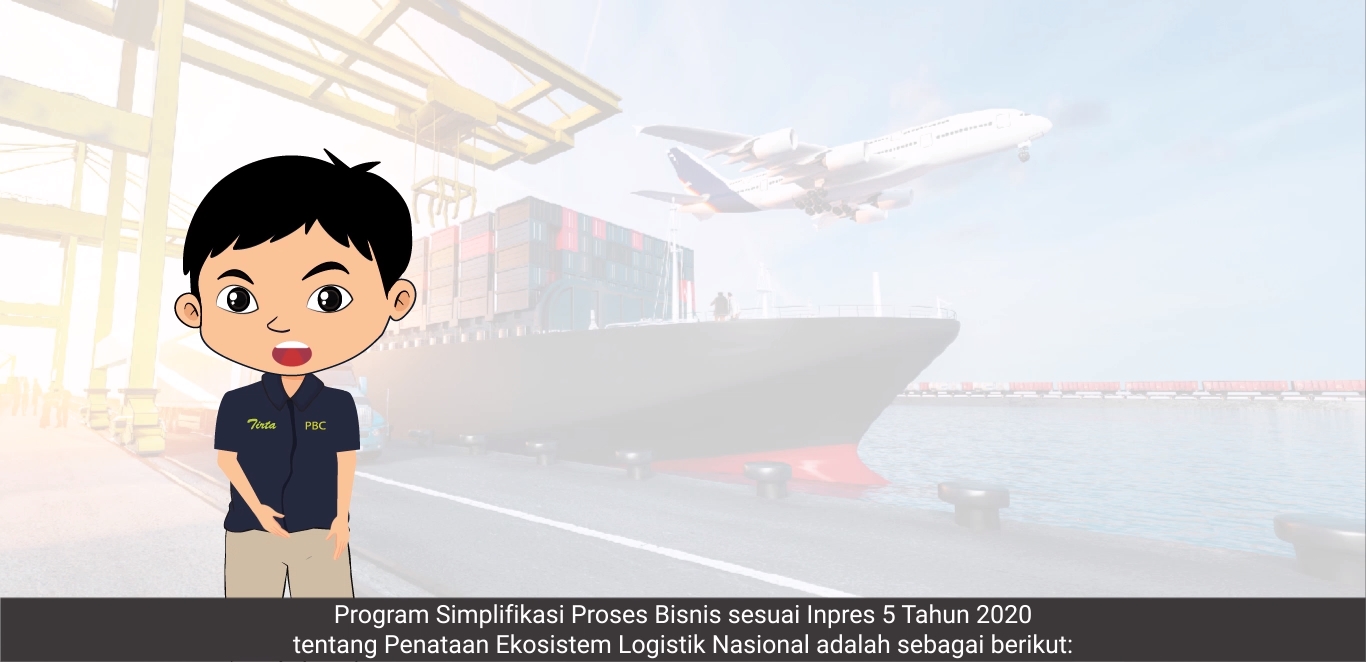 Tirta PBC
Program Simplifikasi Proses Bisnis sesuai Inpres 5 Tahun 2020
tentang Penataan Ekosistem Logistik Nasional adalah sebagai berikut: